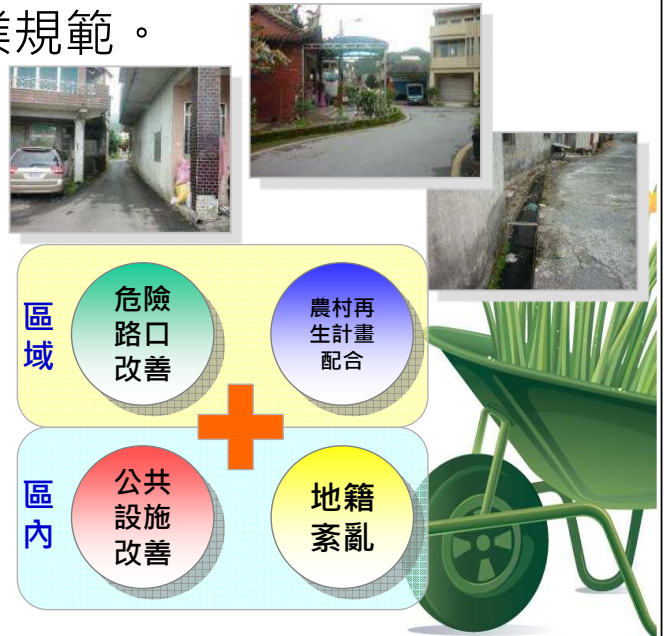 業規範。
區域
危險
路口
改善
農村再
生計畫
配合
區內
公共
設施
改善
地籍
紊亂